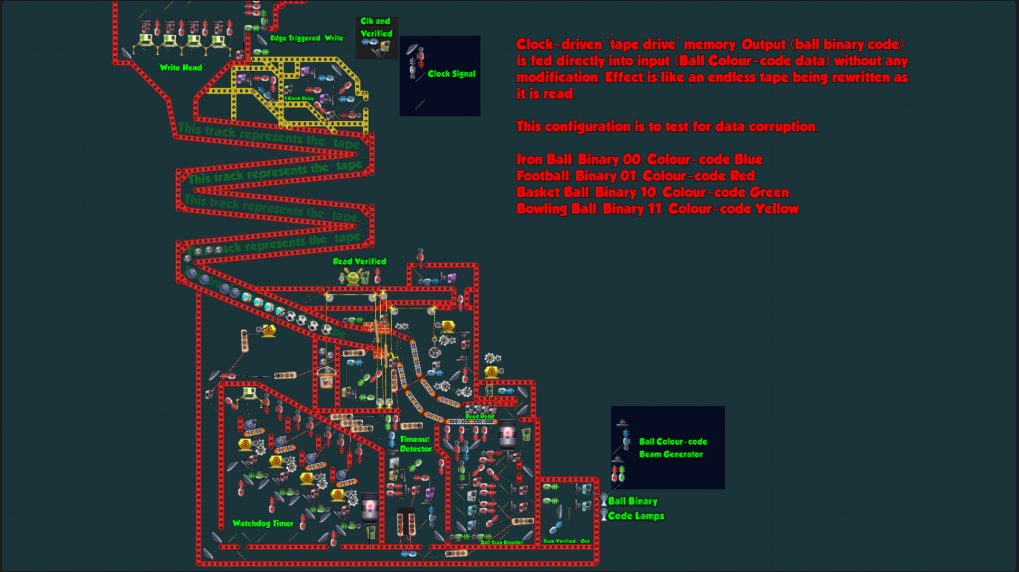 Clk and
Verified
Edge Triggered Write
Write Head
Clock Signal
Clock-driven "tape drive" memory. Output (ball binary code)
is fed directly into input (Ball Colour-code data) without any
modification. Effect is like an endless tape being rewritten as
it is read.
This configuration is to test for data corruption.
Iron Ball Binary 00 Colour-code Blue
Football Binary 01 Colour-code Red
Basket Ball Binary 10 Colour-code Green
Bowling Ball Binary 11 Colour-code Yellow
This track represents the tape
This track represents the tape
This track represents the tape
track represents the tape
Read Verified
Read Head
Timeout
Detector
Watchdog Timer
Ball Scan Encoder
Scan Verified - Out
Ball Colour-code
Beam Generator
Ball Binary
Code Lamps